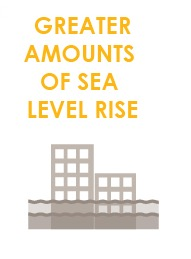 GREATER
AMOUNTS
OF SEA
LEVEL RISE